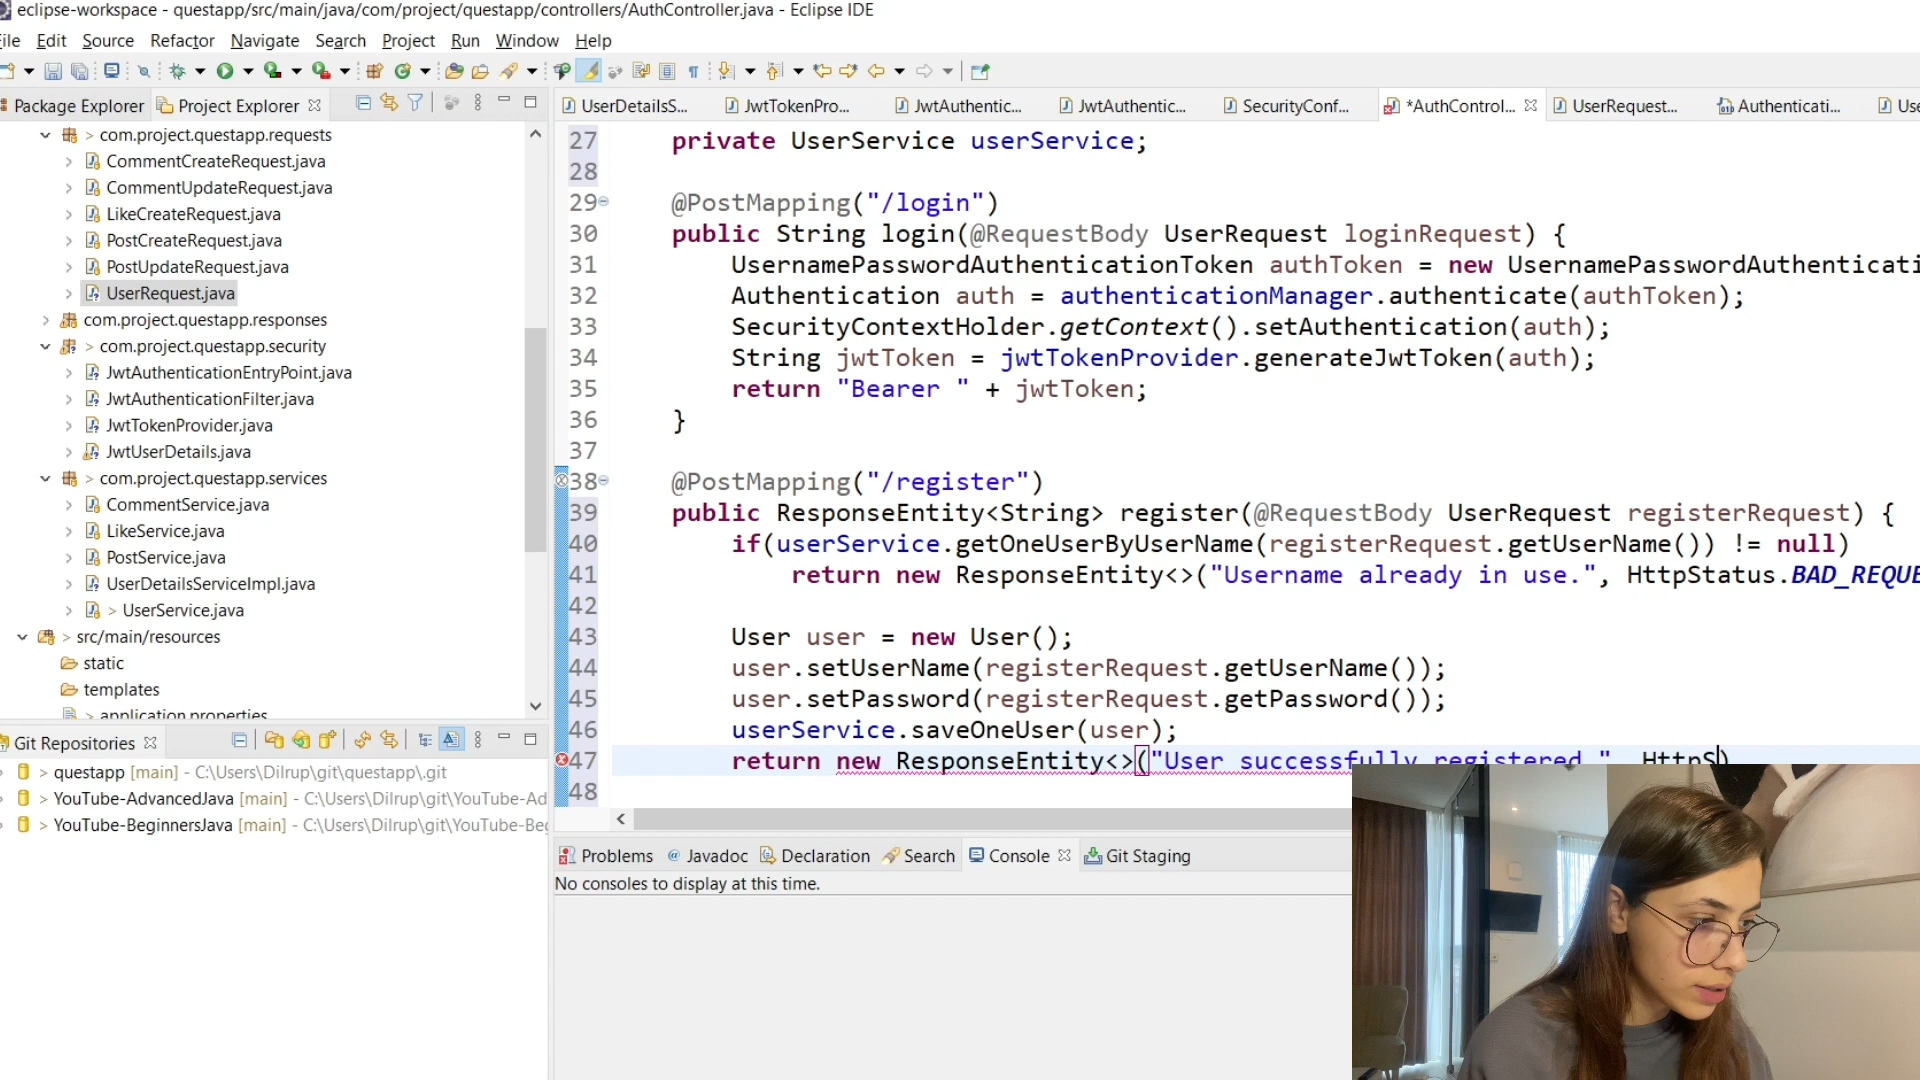 eclipse-workspace - questapp/src/main/java/com/project/questapp/controllers/AuthController.java - Eclipse IDE
File Edit Source Refactor Navigate Search Project Run Window Help
Package Explorer Project Explorer
com.project.questapp.requests
CommentCreateRequest.java
CommentUpdateRequest.java
LikeCreateRequest.java
PostCreateRequest.java
PostUpdateRequest.java
UserRequest.java
com.project.questapp.responses
> com.project.questapp.security
JwtAuthenticationEntryPoint.java
JwtAuthenticationFilter.java
JwtTokenProvider.java
JwtUserDetails.java
> com.project.questapp.services
CommentService.java
LikeService.java
PostService.java
UserDetailsServiceImpl.java
> UserService.java
> src/main/resources
static
templates
> application.properties
Git Repositories
> questapp [main] - C:\Users\Dilrup\git\questapp\.git
> YouTube-AdvancedJava [main] - C:\Users\Dilrup\git\YouTube-Ad
> YouTube-BeginnersJava [main] - C:\Users\Dilrup\git\YouTube-Be
UserDetailsS... JwtTokenPro... JwtAuthentic... JwtAuthentic... SecurityConf... *AuthControl... UserRequest... Authenticati... Use
27 private UserService userService;
28
29 @PostMapping("/login")
30 public String login(@RequestBody UserRequest loginRequest) {
31 UsernamePasswordAuthenticationToken authToken = new UsernamePasswordAuthenticati
32 Authentication auth = authenticationManager.authenticate(authToken);
33 SecurityContextHolder.getContext().setAuthentication(auth);
34 String jwtToken = jwtTokenProvider.generateJwtToken(auth);
35 return "Bearer " + jwtToken;
36 }
37
38 @PostMapping("/register")
39 public ResponseEntity<String> register(@RequestBody UserRequest registerRequest) {
40 if(userService.getOneUserByUserName(registerRequest.getUserName()) != null)
41 return new ResponseEntity<>("Username already in use.", HttpStatus.BAD_REQUE
42
43 User user = new User();
44 user.setUserName(registerRequest.getUserName());
45 user.setPassword(registerRequest.getPassword());
46 userService.saveOneUser(user);
47 return new ResponseEntity<>("User successfully registered.", HttpS)
48
Problems @ Javadoc Declaration Search Console Git Staging
No consoles to display at this time.